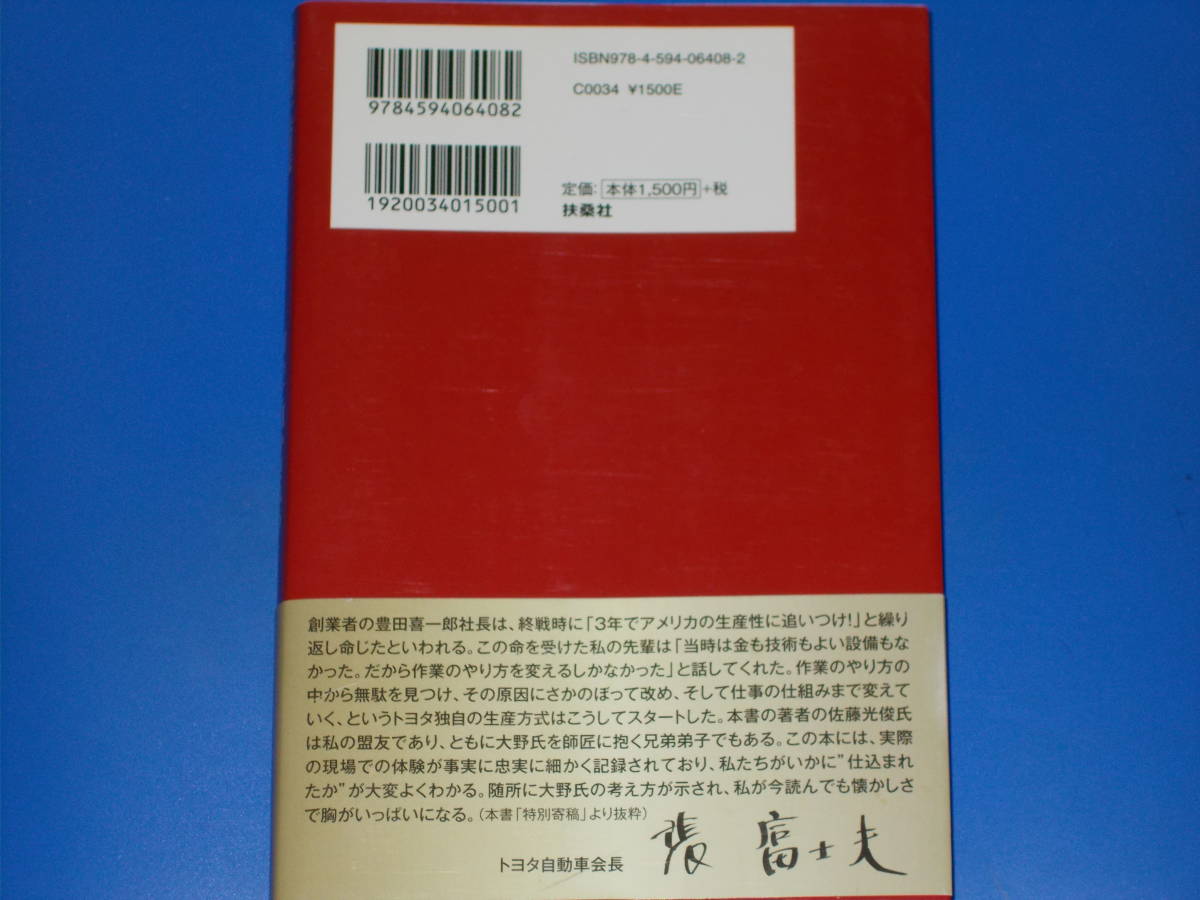 ISBN978-4-594-06408-2
C0034 ¥1500E
9784594064082
1920034015001
定価:本体1,500円+税
扶桑社
創業者の豊田喜一郎社長は、終戦時に「3年でアメリカの生産性に追いつけ!」と繰り
返し命じたといわれる。この命を受けた私の先輩は「当時は金も技術もよい設備もな
かった。だから作業のやり方を変えるしかなかった」と話してくれた。作業のやり方の
中から無駄を見つけ、その原因にさかのぼって改め、そして仕事の仕組みまで変えて
いく、というトヨタ独自の生産方式はこうしてスタートした。本書の著者の佐藤光俊氏
は私の盟友であり、ともに大野氏を師匠に抱く兄弟弟子でもある。この本には、実際
の現場での体験が事実に忠実に細かく記録されており、私たちがいかに”仕込まれ
たか”が大変よくわかる。随所に大野氏の考え方が示され、私が今読んでも懐かしさ
で胸がいっぱいになる。(本書「特別寄稿」より抜粋)
トヨタ自動車会長 張 富士夫